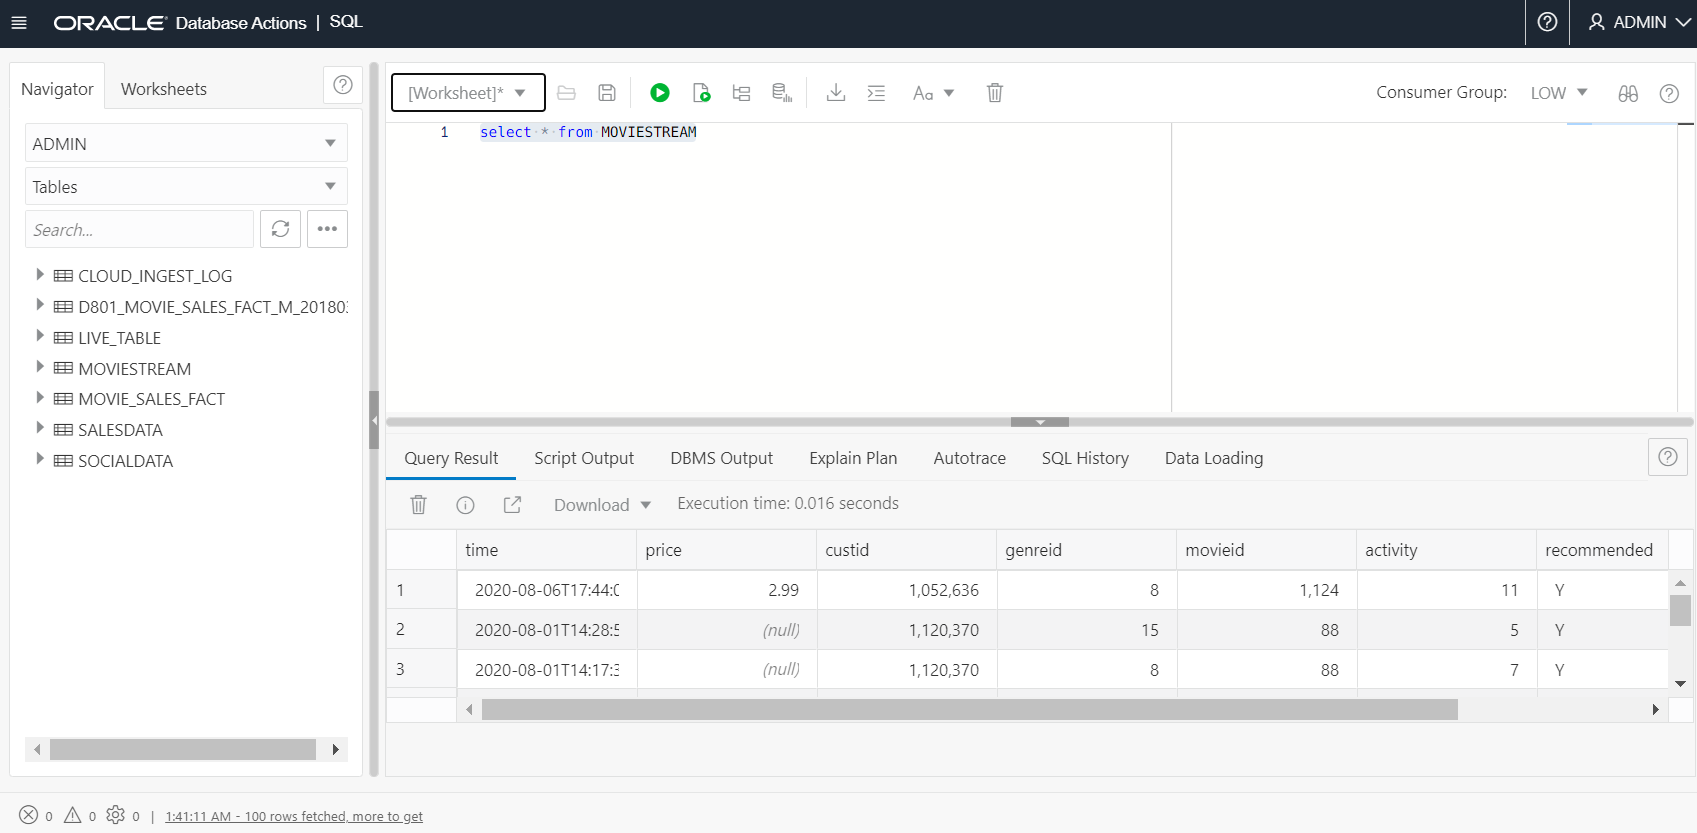 ORACLE Database Actions | SQL
ADMIN
Navigator
Worksheets
ADMIN
Tables
Search...
CLOUD_INGEST_LOG
D801_MOVIE_SALES_FACT_M_201803
LIVE_TABLE
MOVIESTREAM
MOVIE_SALES_FACT
SALESDATA
SOCIALDATA
[Worksheet]*
Aa
Consumer Group: LOW
1 select * from MOVIESTREAM
Query Result Script Output DBMS Output Explain Plan Autotrace SQL History Data Loading
Download Execution time: 0.016 seconds
time price custid genreid movieid activity recommended
1 2020-08-06T17:44:0 2.99 1,052,636 8 1,124 11 Y
2 2020-08-01T14:28:5 (null) 1,120,370 15 88 5 Y
3 2020-08-01T14:17:3 (null) 1,120,370 8 88 7 Y
0 0 0 | 1:41:11 AM - 100 rows fetched, more to get